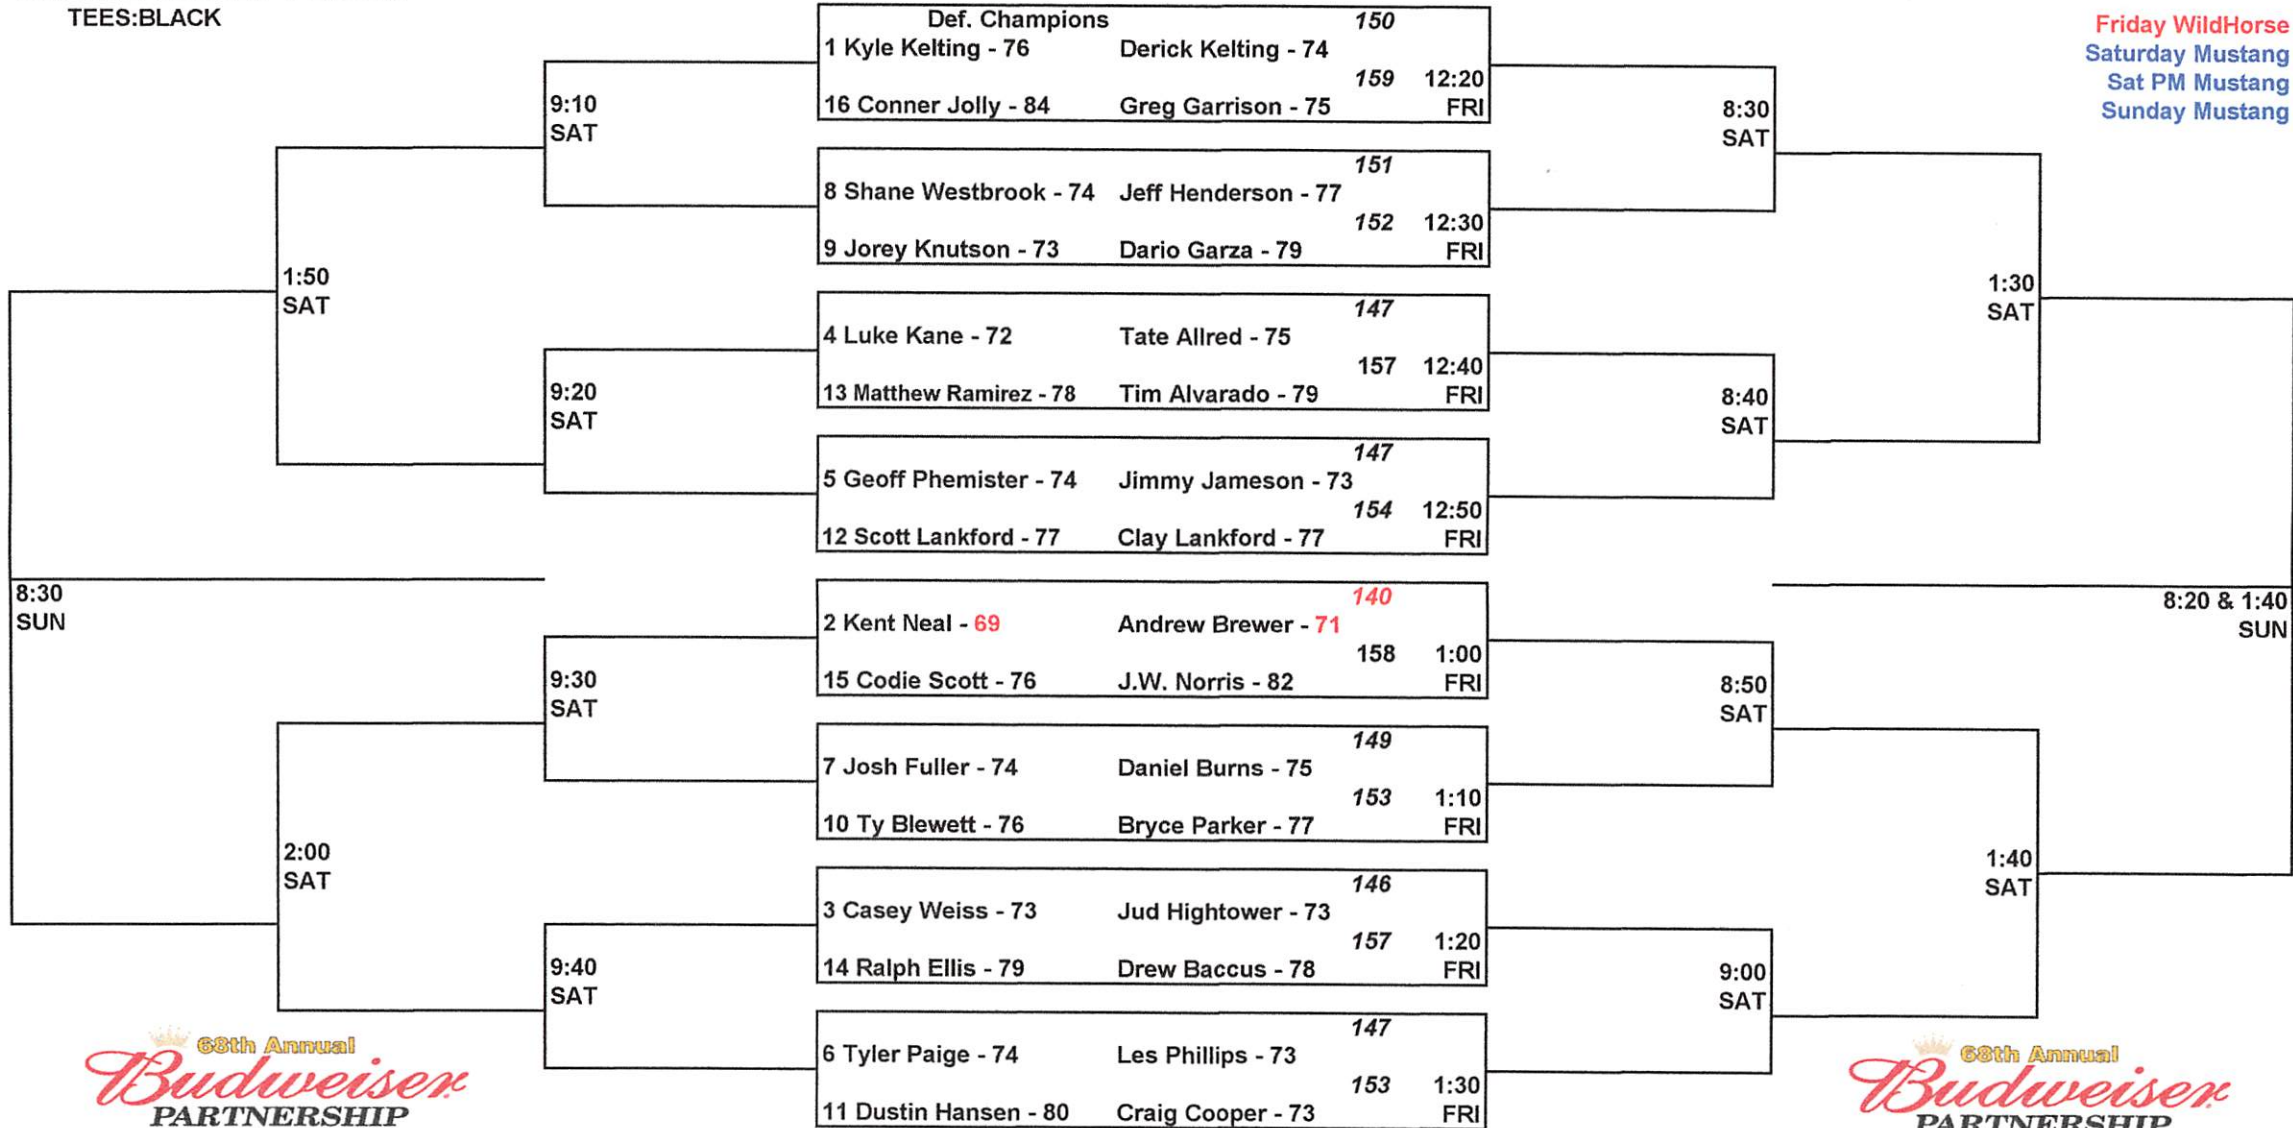 TEES:BLACK
Friday WildHorse
Saturday Mustang
Sat PM Mustang
Sunday Mustang
Def. Champions 150
1 Kyle Kelting - 76 Derick Kelting - 74
159 12:20
16 Conner Jolly - 84 Greg Garrison - 75 FRI
151
8 Shane Westbrook - 74 Jeff Henderson - 77
152 12:30
9 Jorey Knutson - 73 Dario Garza - 79 FRI
147
4 Luke Kane - 72 Tate Allred - 75
157 12:40
13 Matthew Ramirez - 78 Tim Alvarado - 79 FRI
147
5 Geoff Phemister - 74 Jimmy Jameson - 73
154 12:50
12 Scott Lankford - 77 Clay Lankford - 77 FRI
140
2 Kent Neal - 69 Andrew Brewer - 71
158 1:00
15 Codie Scott - 76 J.W. Norris - 82 FRI
149
7 Josh Fuller - 74 Daniel Burns - 75
153 1:10
10 Ty Blewett - 76 Bryce Parker - 77 FRI
146
3 Casey Weiss - 73 Jud Hightower - 73
157 1:20
14 Ralph Ellis - 79 Drew Baccus - 78 FRI
147
6 Tyler Paige - 74 Les Phillips - 73
153 1:30
11 Dustin Hansen - 80 Craig Cooper - 73 FRI
9:10
SAT
9:20
SAT
9:30
SAT
9:40
SAT
1:50
SAT
2:00
SAT
8:30
SUN
8:30
SAT
8:40
SAT
8:50
SAT
9:00
SAT
1:30
SAT
1:40
SAT
8:20 & 1:40
SUN
68th Annual
Budweiser
PARTNERSHIP
68th Annual
Budweiser
PARTNERSHIP